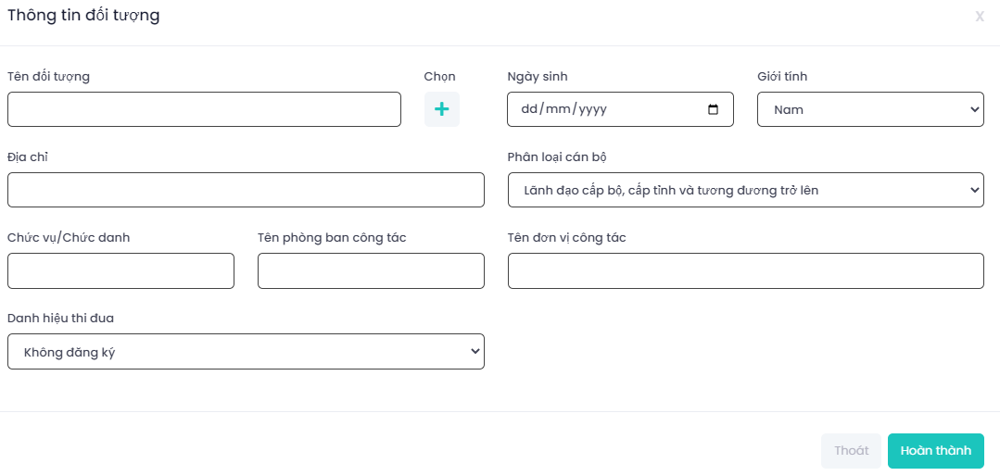 Thông tin đối tượng
x
Tên đối tượng
Chọn
Ngày sinh
Giới tính
+
dd/mm/yyyy
Nam
Địa chỉ
Phân loại cán bộ
Lãnh đạo cấp bộ, cấp tỉnh và tương đương trở lên
Chức vụ/Chức danh
Tên phòng ban công tác
Tên đơn vị công tác
Danh hiệu thi đua
Không đăng ký
Thoát
Hoàn thành